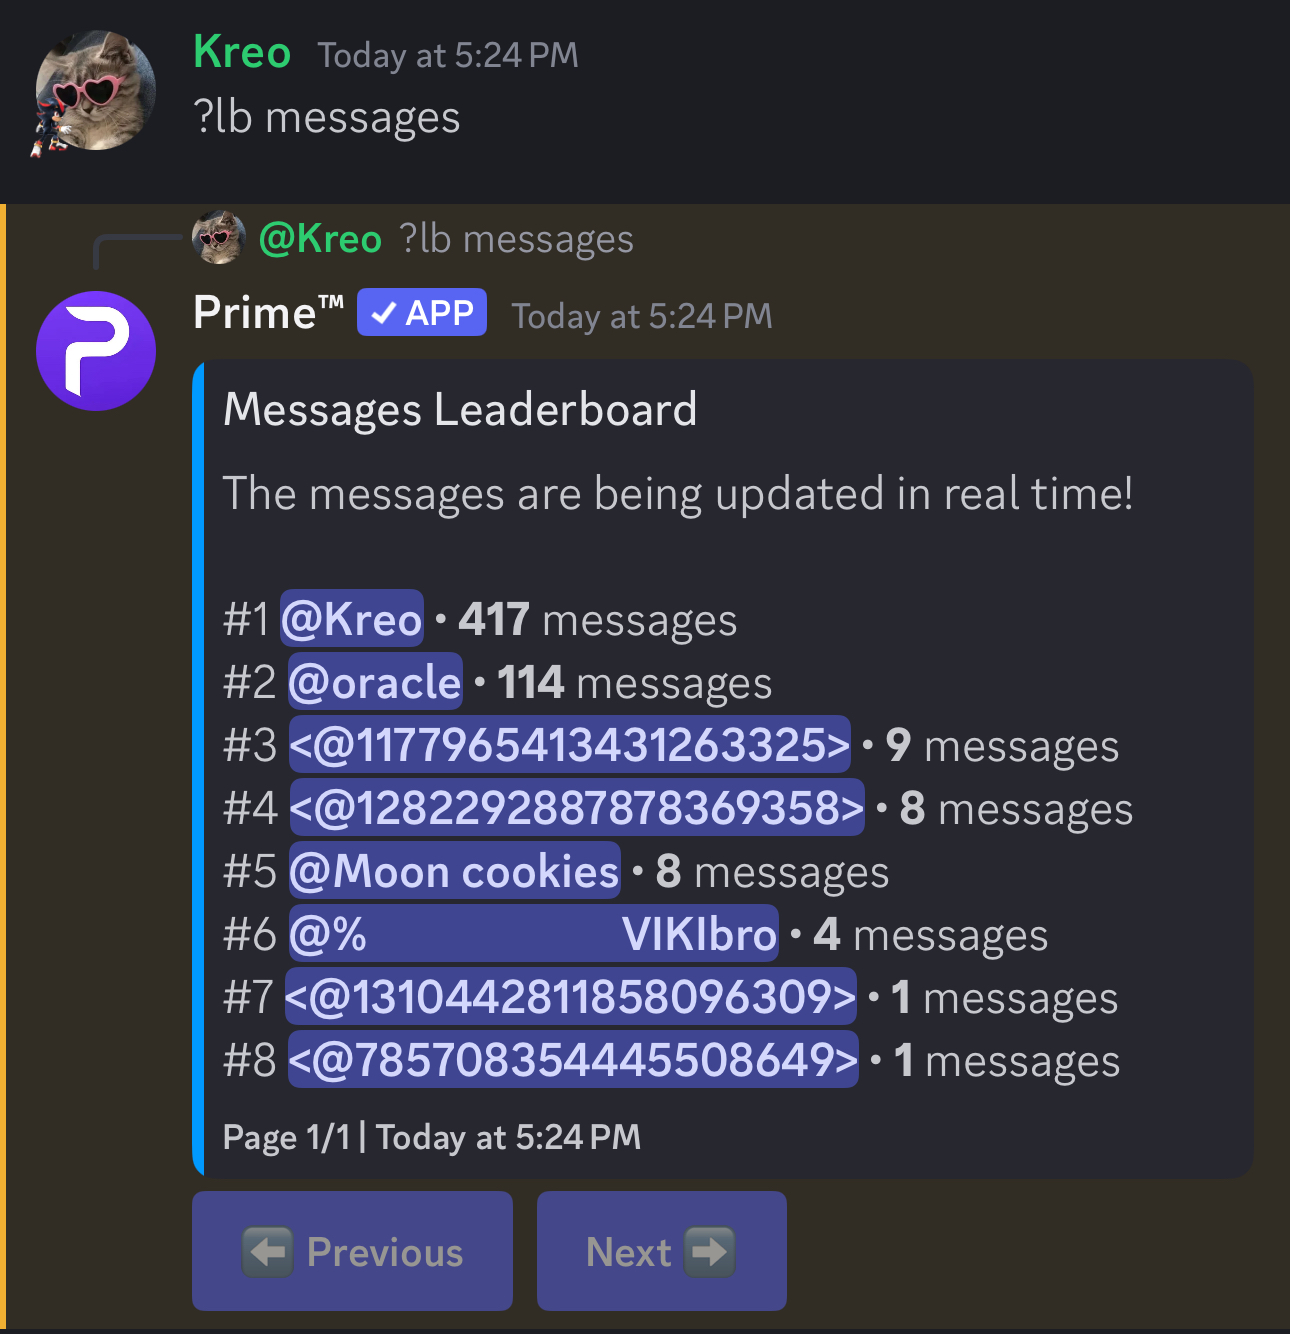 Kreo Today at 5:24 PM
?lb messages
@Kreo ?lb messages
Prime™ ✓ APP Today at 5:24 PM
Messages Leaderboard
The messages are being updated in real time!
#1 @Kreo • 417 messages
#2 @oracle • 114 messages
#3 <@1177965413431263325> • 9 messages
#4 <@1282292887878369358> • 8 messages
#5 @Moon cookies • 8 messages
#6 @% VIKIbro • 4 messages
#7 <@1310442811858096309> • 1 messages
#8 <@785708354445508649> • 1 messages
Page 1/1 | Today at 5:24 PM
⬅️ Previous Next ➡️